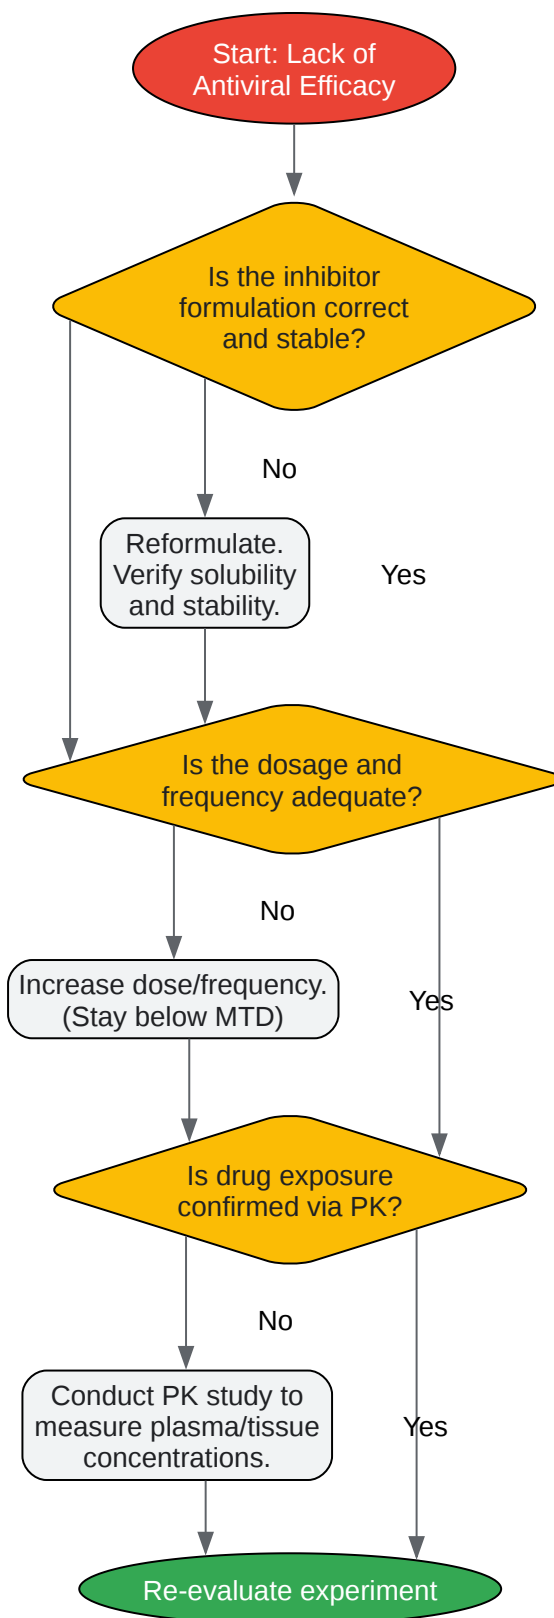 Start: Lack of
Antiviral Efficacy
Is the inhibitor
formulation correct
and stable?
No
Reformulate.
Verify solubility
and stability.
Yes
Is the dosage and
frequency adequate?
No
Increase dose/frequency.
(Stay below MTD)
Yes
Is drug exposure
confirmed via PK?
No
Conduct PK study to
measure plasma/tissue
concentrations.
Yes
Re-evaluate experiment